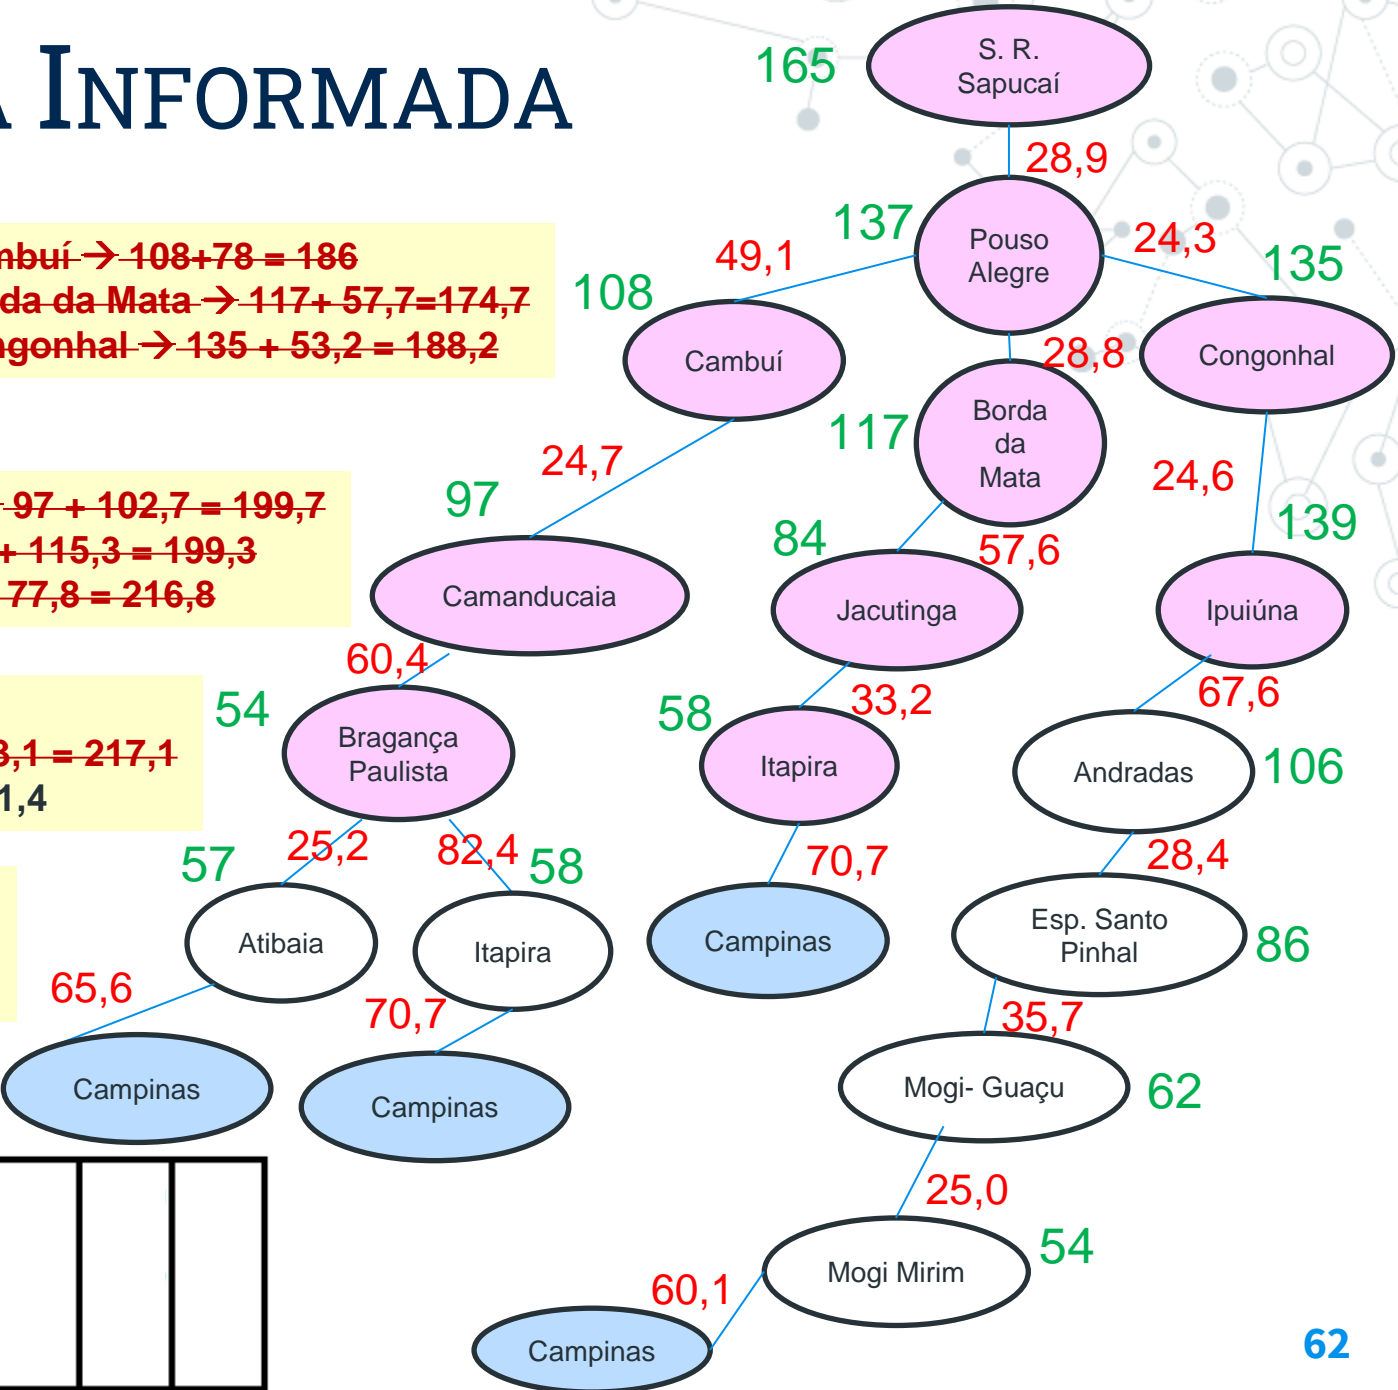 A INFORMADA
165
S. R.
Sapucaí
28,9
137
Pouso
Alegre
24,3
135
49,1
108
mbuí → 108+78 = 186
da da Mata → 117+ 57,7=174,7
ngonhal → 135 + 53,2 = 188,2
Cambuí
28,8
Congonhal
117
Borda
da
Mata
24,7
24,6
97
84
57,6
139
97 + 102,7 = 199,7
+ 115,3 = 199,3
77,8 = 216,8
Camanducaia
Jacutinga
Ipuiúna
60,4
33,2
67,6
54
58
3,1 = 217,1
1,4
Bragança
Paulista
Itapira
Andradas
106
57
25,2
82,4
58
70,7
28,4
Atibaia
Itapira
Campinas
Esp. Santo
Pinhal
86
65,6
70,7
35,7
Campinas
Campinas
Mogi- Guaçu
62
25,0
Mogi Mirim
54
60,1
Campinas
62